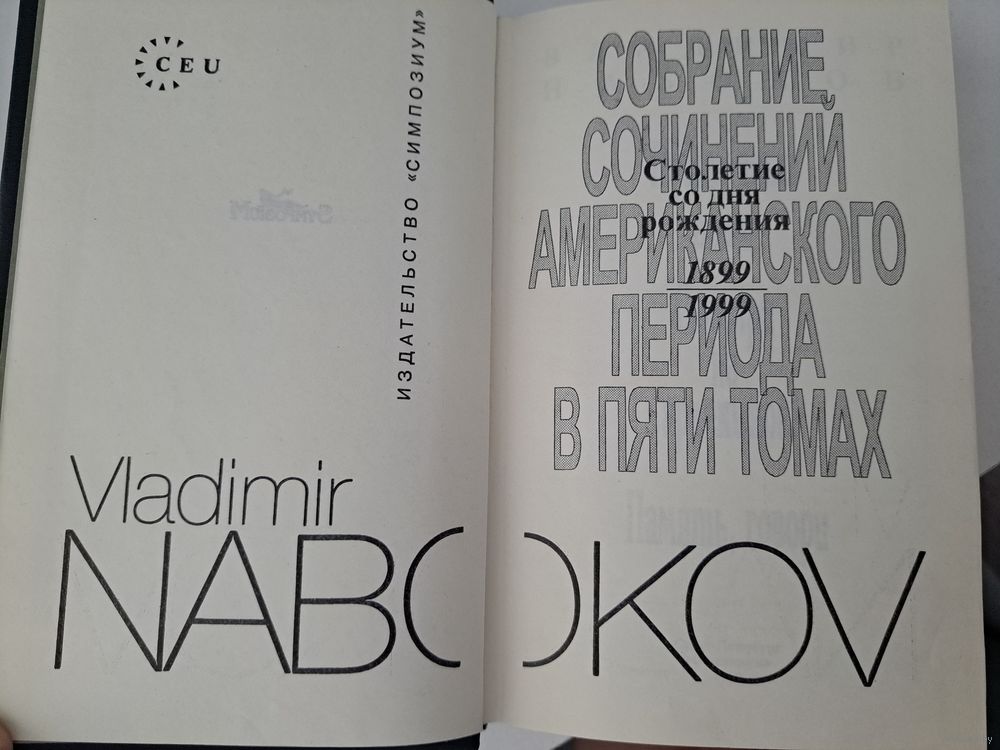 CEU
ИЗДАТЕЛЬСТВО «СИМПОЗИУМ»
Vladimir
NABOKOV
СОБРАНИЕ
СОЧИНЕНИЙ
АМЕРИКАНСКОГО
ПЕРИОДА
В ПЯТИ ТОМАХ
Столетие
со дня
рождения
1899
1999